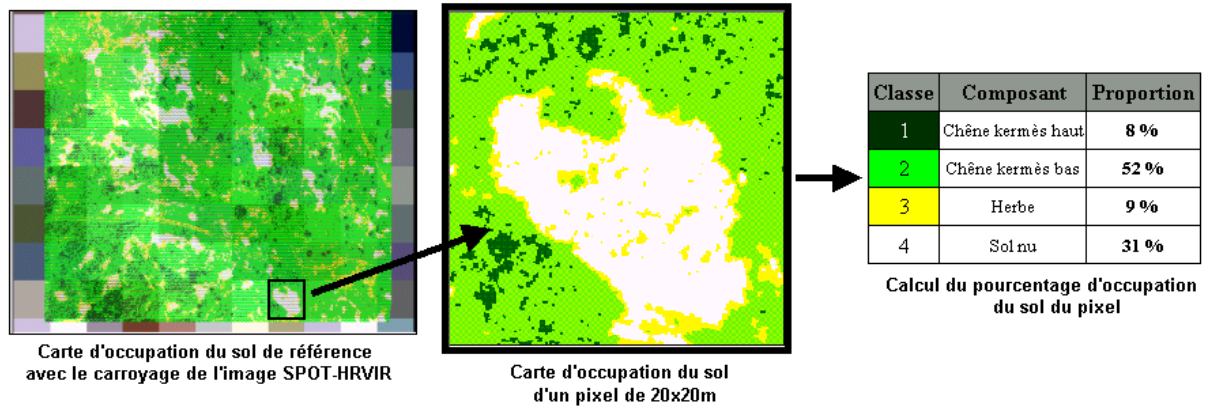 Classe Composant Proportion
1 Chêne kermès haut 8 %
2 Chêne kermès bas 52 %
3 Herbe 9 %
4 Sol nu 31 %
Calcul du pourcentage d'occupation
du sol du pixel
Carte d'occupation du sol de référence
avec le carroyage de l'image SPOT-HRVIR
Carte d'occupation du sol
d'un pixel de 20x20m